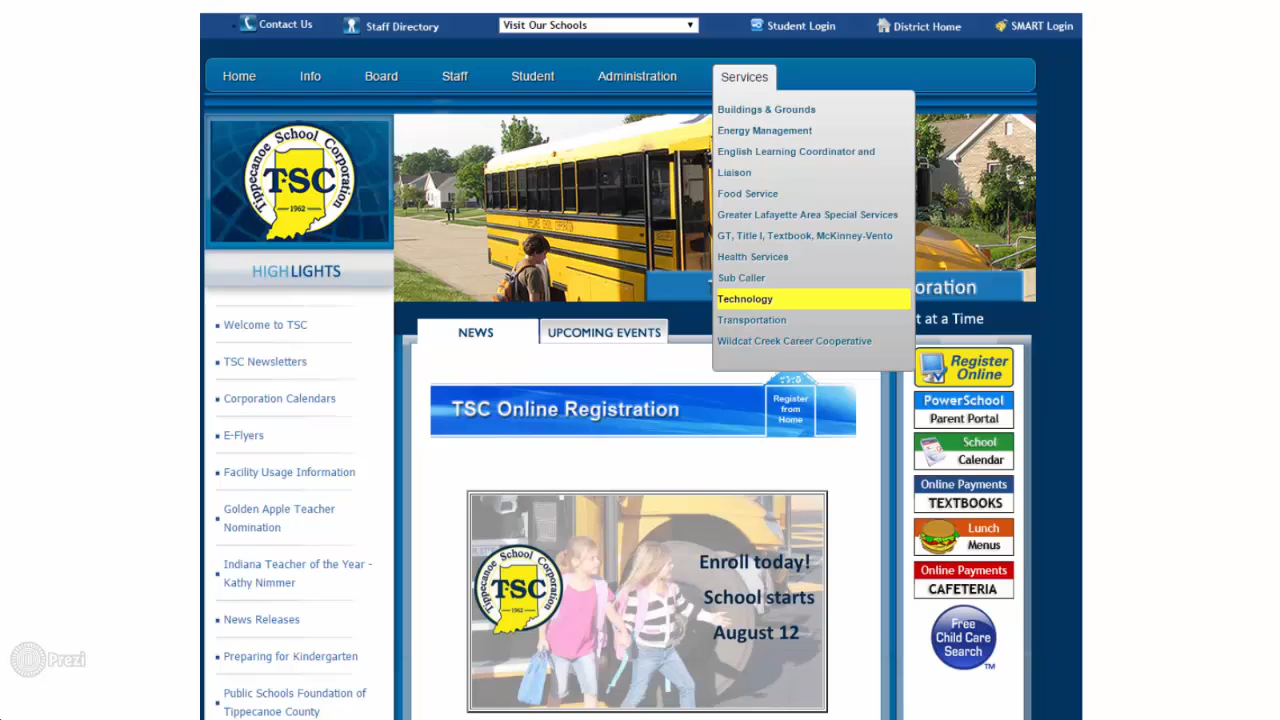 Contact Us
Staff Directory
Visit Our Schools
Student Login
District Home
SMART Login
Home
Info
Board
Staff
Student
Administration
Services
Buildings & Grounds
Energy Management
English Learning Coordinator and
Liaison
Food Service
Greater Lafayette Area Special Services
GT, Title I, Textbook, McKinney-Vento
Health Services
Sub Caller
Technology
Transportation
Wildcat Creek Career Cooperative
Tippecanoe School Corporation
TSC
1962
HIGHLIGHTS
Welcome to TSC
TSC Newsletters
Corporation Calendars
E-Flyers
Facility Usage Information
Golden Apple Teacher
Nomination
Indiana Teacher of the Year -
Kathy Nimmer
News Releases
Preparing for Kindergarten
Public Schools Foundation of
Tippecanoe County
oration
t at a Time
NEWS
UPCOMING EVENTS
TSC Online Registration
Register
from
Home
Tippecanoe School Corporation
TSC
1962
Enroll today!
School starts
August 12
Register
Online
PowerSchool
Parent Portal
School
Calendar
Online Payments
TEXTBOOKS
Lunch
Menus
Online Payments
CAFETERIA
Free
Child Care
Search
TM
Prezi